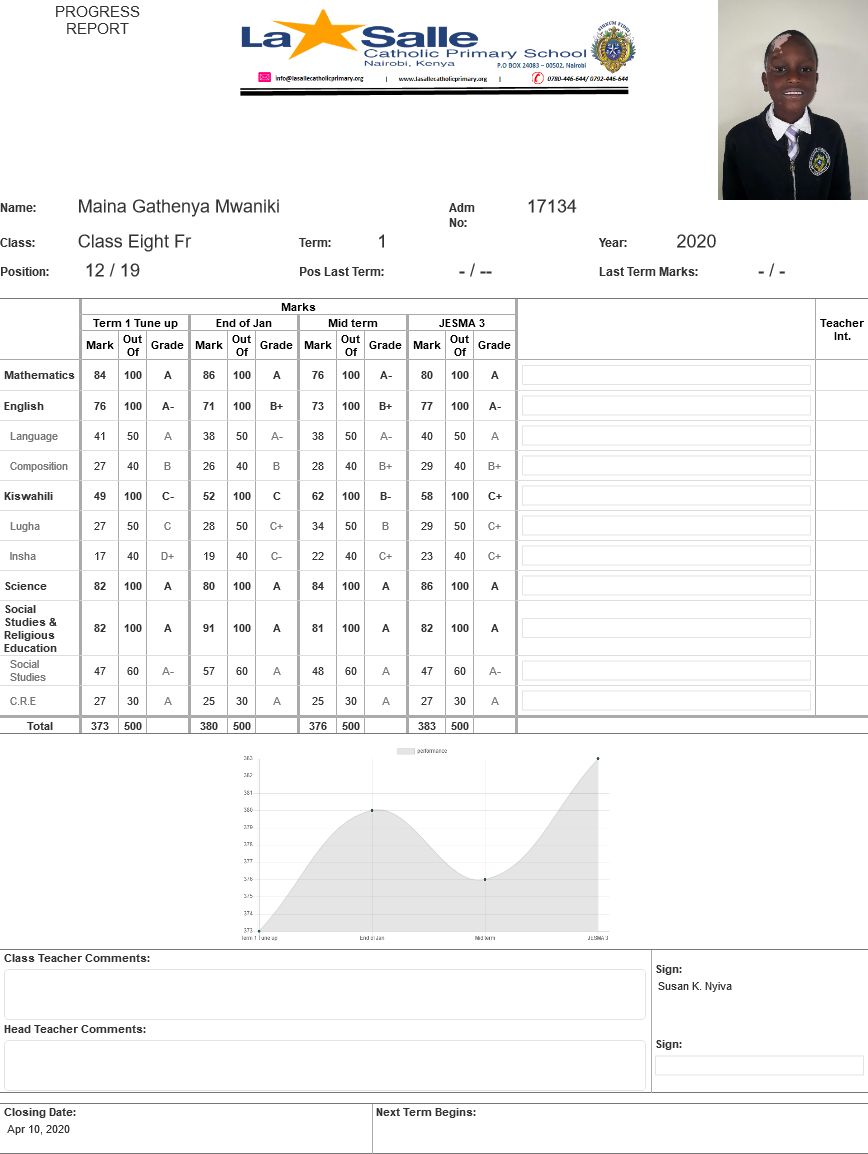 PROGRESS
REPORT
La Salle
Catholic Primary School
Nairobi, Kenya
P.O BOX 24083 – 00502, Nairobi
info@lasallecatholicprimary.org | www.lasallecatholicprimary.org | 0780-446-644/ 0792-446-644
Name: Maina Gathenya Mwaniki Adm No: 17134
Class: Class Eight Fr Term: 1 Year: 2020
Position: 12 / 19 Pos Last Term: - / -- Last Term Marks: - / -
Marks
Term 1 Tune up End of Jan Mid term JESMA 3 Teacher Int.
Mark Out Of Grade Mark Out Of Grade Mark Out Of Grade Mark Out Of Grade
Mathematics 84 100 A 86 100 A 76 100 A- 80 100 A
English 76 100 A- 71 100 B+ 73 100 B+ 77 100 A-
Language 41 50 A 38 50 A- 38 50 A- 40 50 A
Composition 27 40 B 26 40 B 28 40 B+ 29 40 B+
Kiswahili 49 100 C- 52 100 C 62 100 B- 58 100 C+
Lugha 27 50 C 28 50 C+ 34 50 B 29 50 C+
Insha 17 40 D+ 19 40 C- 22 40 C+ 23 40 C+
Science 82 100 A 80 100 A 84 100 A 86 100 A
Social Studies & Religious Education 82 100 A 91 100 A 81 100 A 82 100 A
Social Studies 47 60 A- 57 60 A 48 60 A 47 60 A-
C.R.E 27 30 A 25 30 A 25 30 A 27 30 A
Total 373 500 380 500 376 500 383 500
performance
383
382
381
380
379
378
377
376
375
374
373
Term 1 Tune up End of Jan Mid term JESMA 3
Class Teacher Comments:
Sign:
Susan K. Nyiva
Head Teacher Comments:
Sign:
Closing Date: Next Term Begins:
Apr 10, 2020